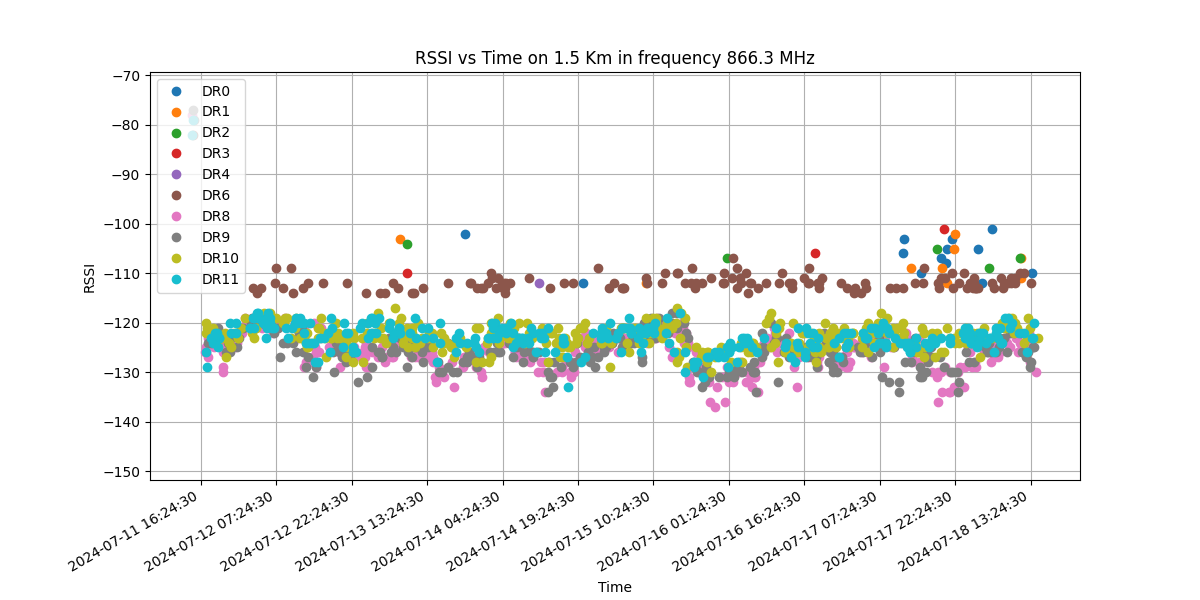 RSSI vs Time on 1.5 Km in frequency 866.3 MHz
−70
−80
−90
−100
−110
−120
−130
−140
−150
RSSI
DR0
DR1
DR2
DR3
DR4
DR6
DR8
DR9
DR10
DR11
2024-07-11 16:24:30
2024-07-12 07:24:30
2024-07-12 22:24:30
2024-07-13 13:24:30
2024-07-14 04:24:30
2024-07-14 19:24:30
2024-07-15 10:24:30
2024-07-16 01:24:30
2024-07-16 16:24:30
2024-07-17 07:24:30
2024-07-17 22:24:30
2024-07-18 13:24:30
Time